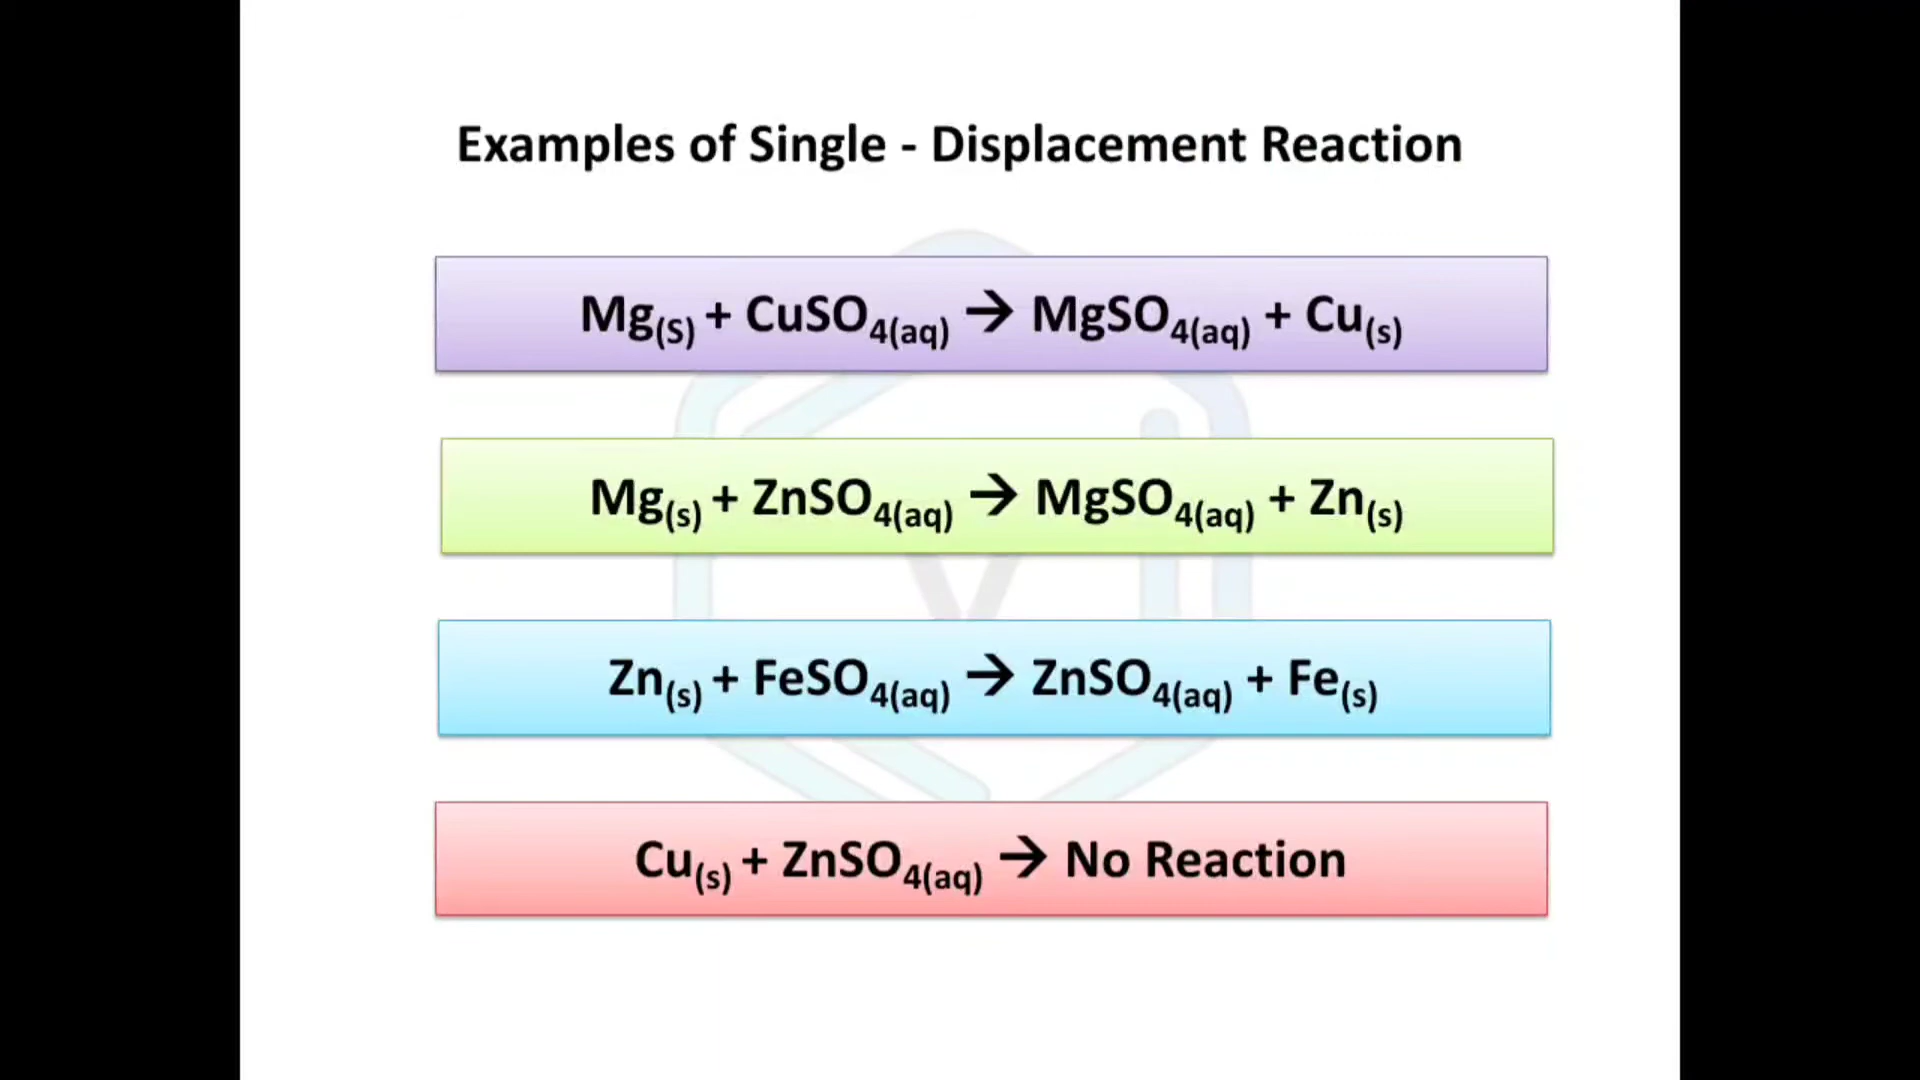 Examples of Single - Displacement Reaction
Mg(S) + CuSO4(aq) → MgSO4(aq) + Cu(s)
Mg(s) + ZnSO4(aq) → MgSO4(aq) + Zn(s)
Zn(s) + FeSO4(aq) → ZnSO4(aq) + Fe(s)
Cu(s) + ZnSO4(aq) → No Reaction